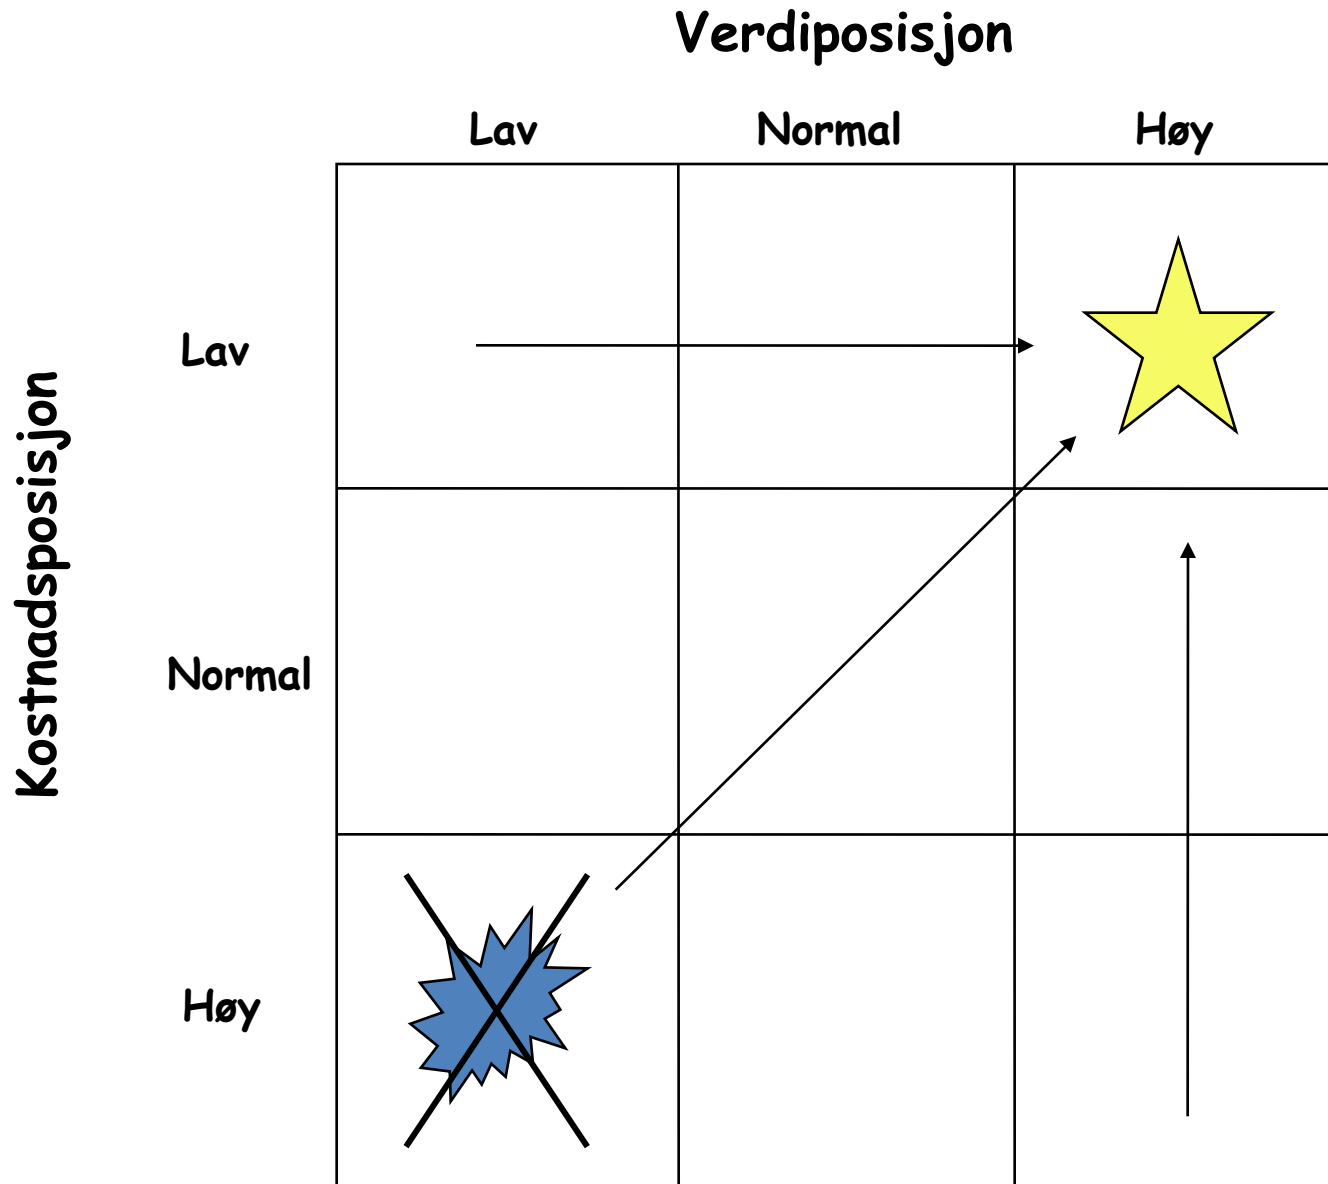 Verdiposisjon
Lav Normal Høy
Kostnadsposisjon
Lav
Normal
Høy